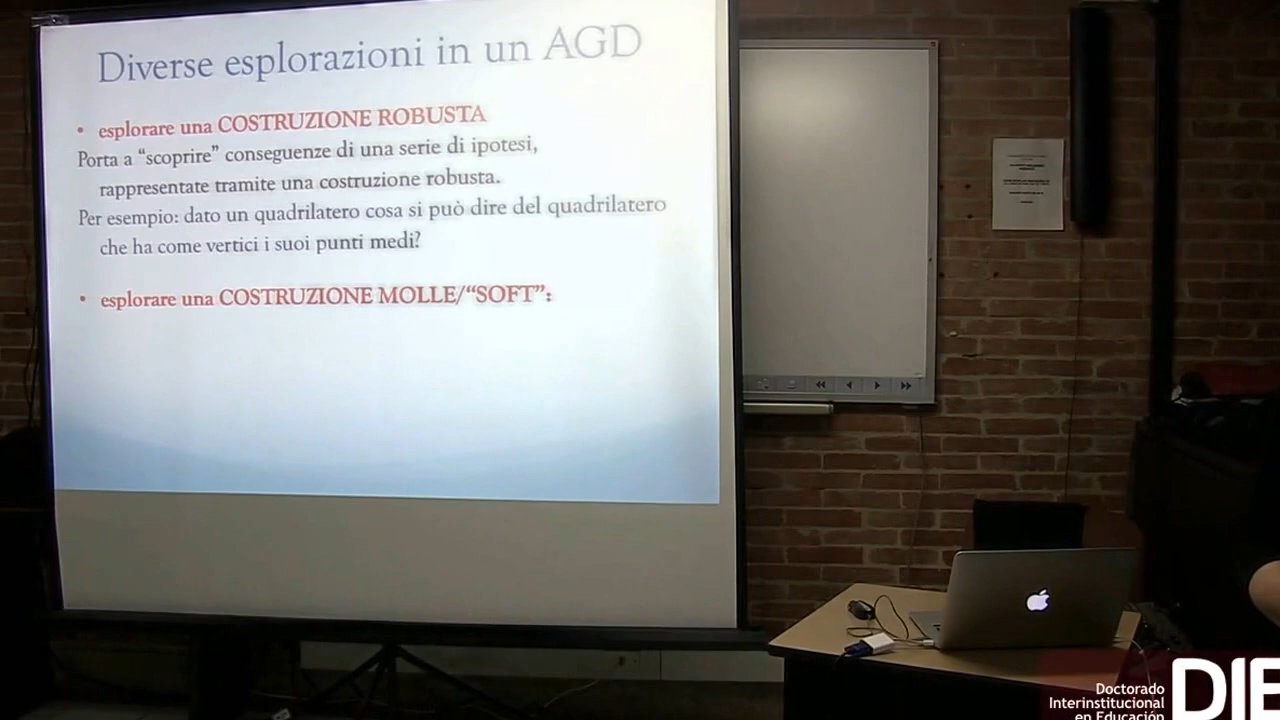 Diverse esplorazioni in un AGD
• esplorare una COSTRUZIONE ROBUSTA
Porta a “scoprire” conseguenze di una serie di ipotesi,
rappresentate tramite una costruzione robusta.
Per esempio: dato un quadrilatero cosa si può dire del quadrilatero
che ha come vertici i suoi punti medi?
• esplorare una COSTRUZIONE MOLLE/“SOFT”:
Doctorado
Interinstitucional
en Educación
DIE